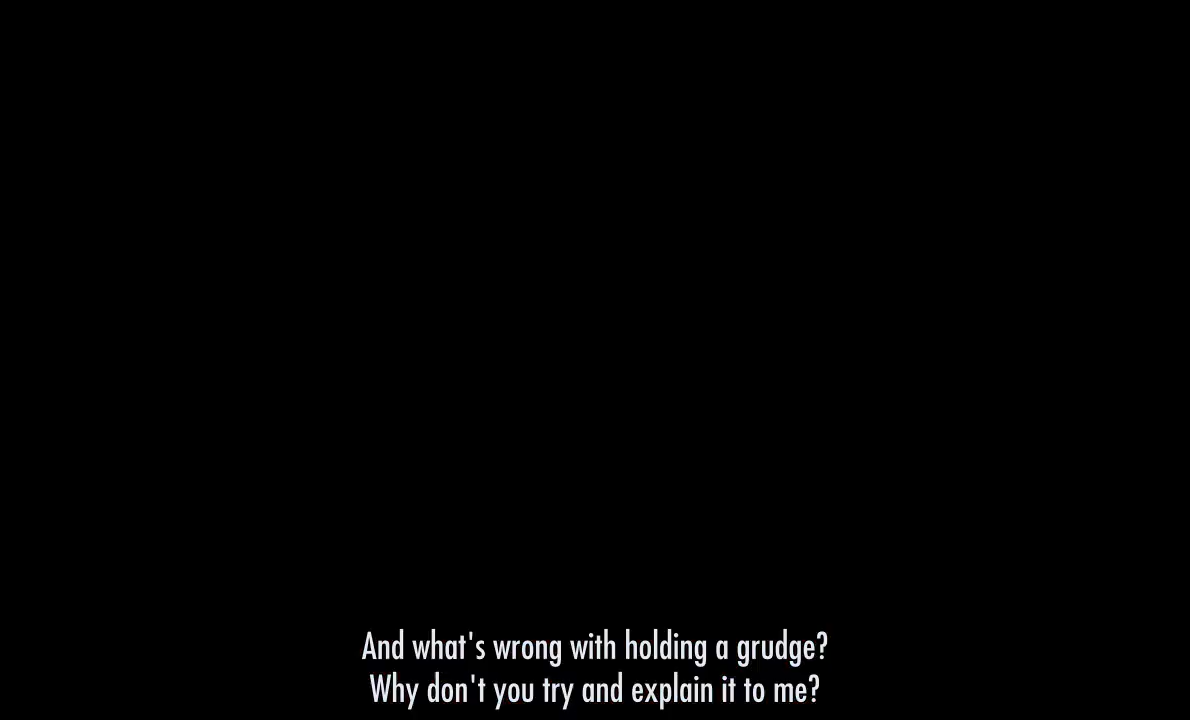 And what's wrong with holding a grudge?
Why don't you try and explain it to me?